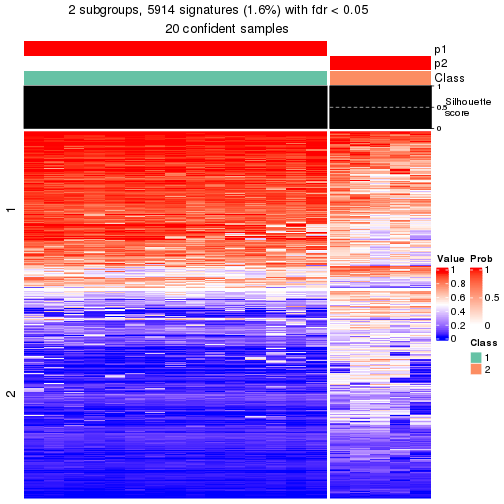 2 subgroups, 5914 signatures (1.6%) with fdr < 0.05
20 confident samples
p1
p2
Class
1
0.5
0
Silhouette
score
1
2
Value
1
0.8
0.6
0.4
0.2
0
Prob
1
0.5
0
Class
1
2